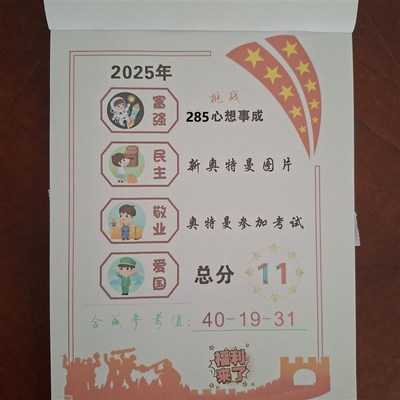 2025年
富强
挑战
285心想事成
民主
新奥特曼图片
敬业
奥特曼参加考试
爱国
总分 11
合成参考值：40-19-31
福利
来了